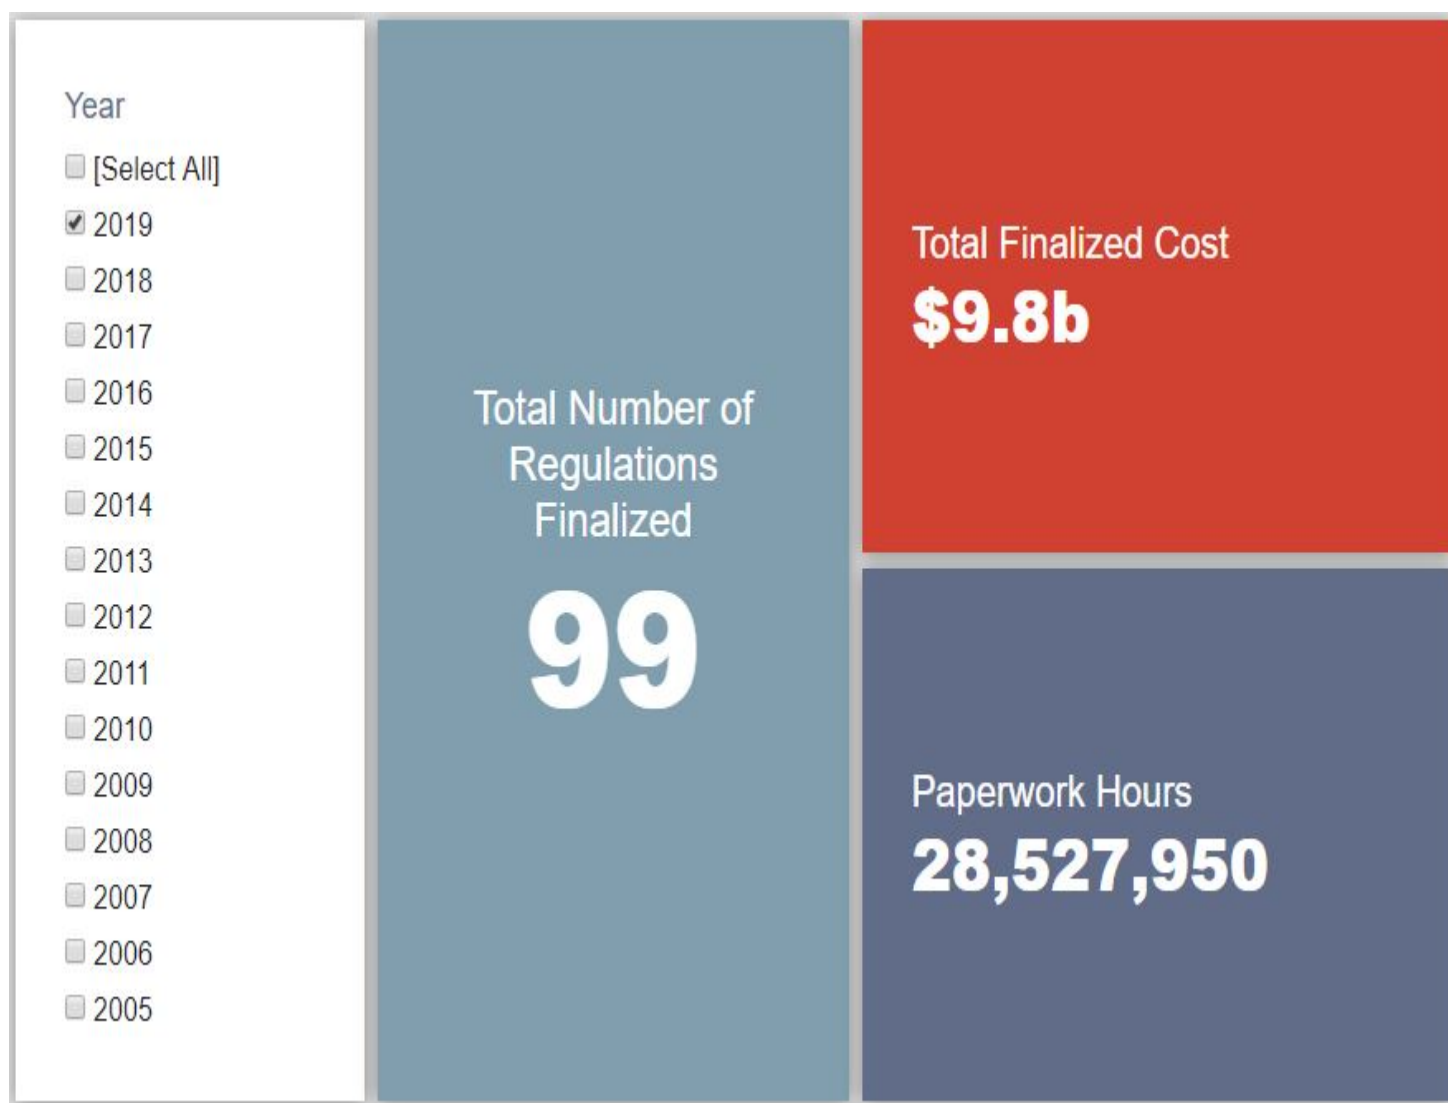 Year
[Select All]
2019
2018
2017
2016
2015
2014
2013
2012
2011
2010
2009
2008
2007
2006
2005
Total Number of
Regulations
Finalized
99
Total Finalized Cost
$9.8b
Paperwork Hours
28,527,950